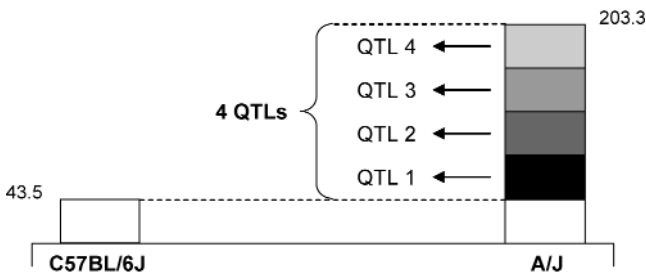 203.3
QTL 4
QTL 3
4 QTLs
QTL 2
QTL 1
43.5
C57BL/6J
A/J